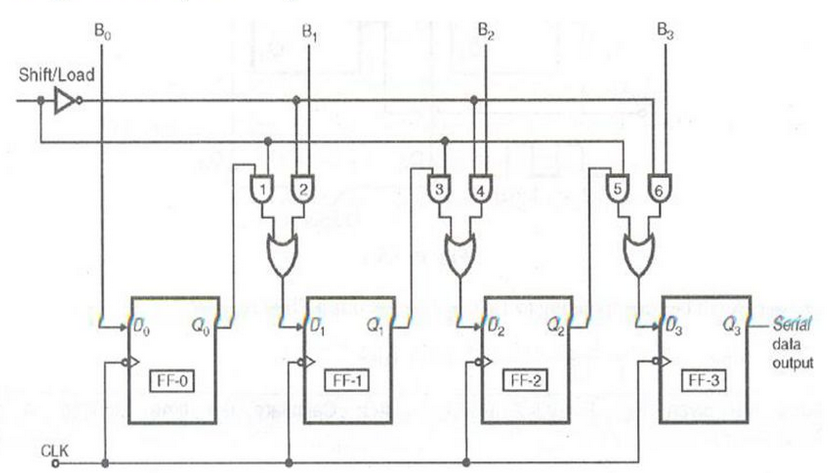 B0 B1 B2 B3
Shift/Load
1 2 3 4 5 6
D0 Q0 D1 Q1 D2 Q2 D3 Q3 Serial
data
output
FF-0 FF-1 FF-2 FF-3
CLK